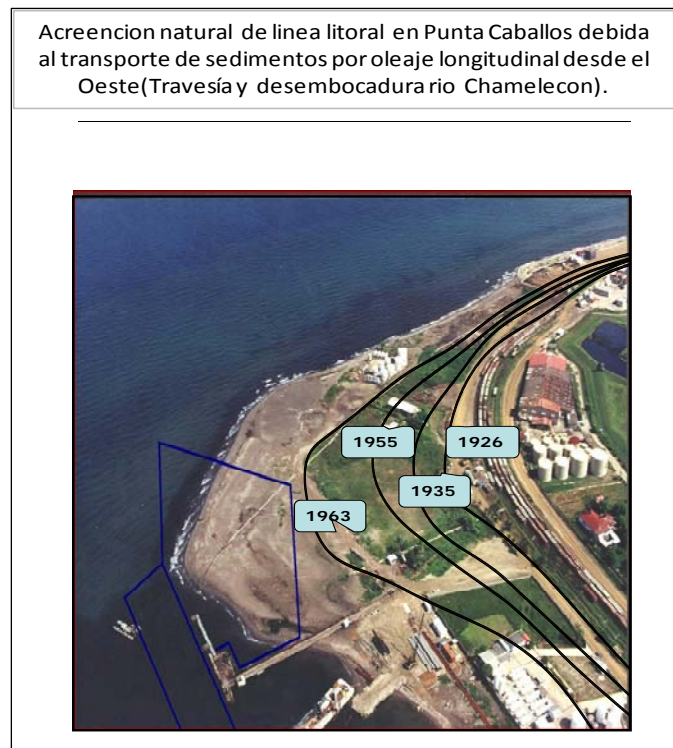 Acreencion natural de linea litoral en Punta Caballos debida
al transporte de sedimentos por oleaje longitudinal desde el
Oeste(Travesía y desembocadura rio Chamelecon).
1955
1926
1935
1963